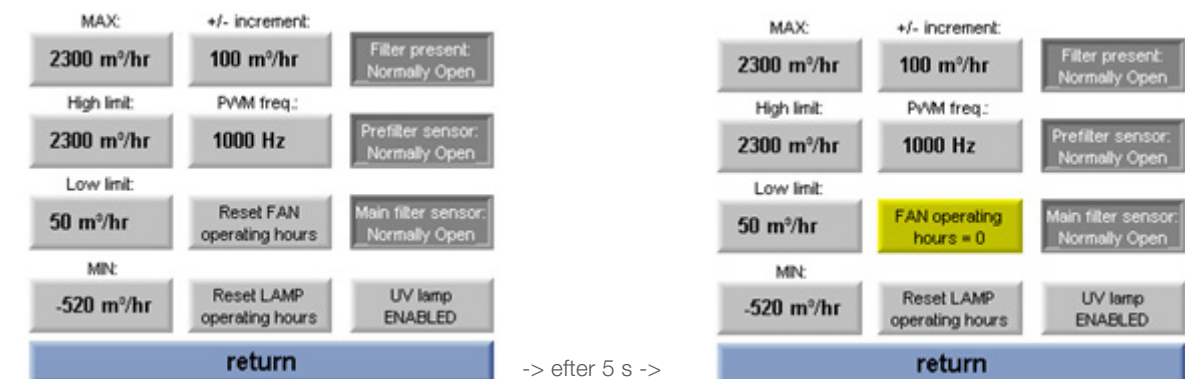 MAX: +/- increment:
2300 m³/hr 100 m³/hr Filter present:
Normally Open
High limit: PWM freq.:
2300 m³/hr 1000 Hz Prefilter sensor:
Normally Open
Low limit:
50 m³/hr Reset FAN
operating hours Main filter sensor:
Normally Open
MIN:
-520 m³/hr Reset LAMP
operating hours UV lamp
ENABLED
return
-> efter 5 s ->
MAX: +/- increment:
2300 m³/hr 100 m³/hr Filter present:
Normally Open
High limit: PWM freq.:
2300 m³/hr 1000 Hz Prefilter sensor:
Normally Open
Low limit:
50 m³/hr FAN operating
hours = 0 Main filter sensor:
Normally Open
MIN:
-520 m³/hr Reset LAMP
operating hours UV lamp
ENABLED
return